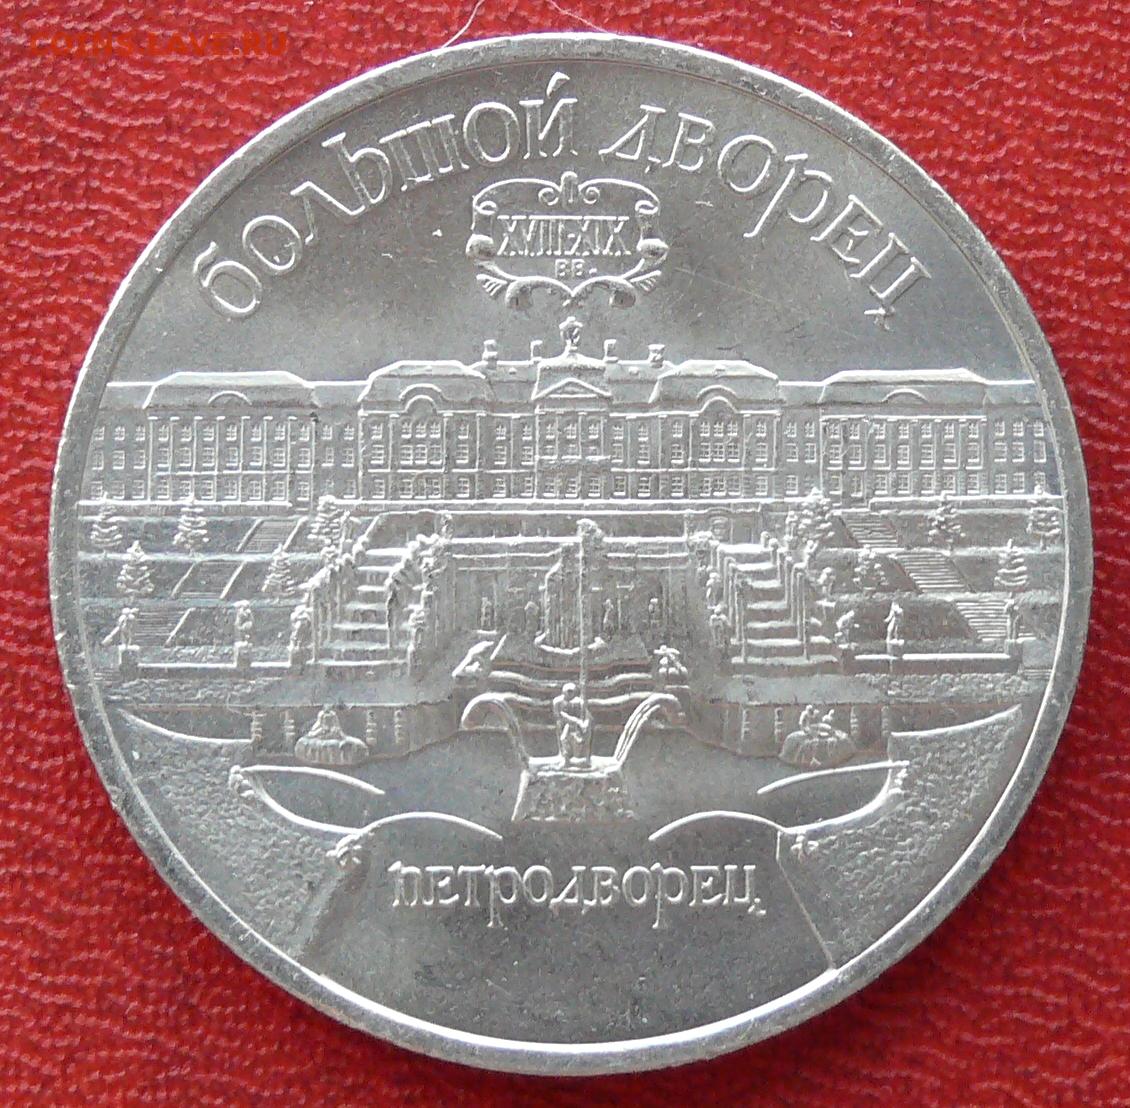 COINS.LAVE.RU
БОЛЬШОЙ ДВОРЕЦ
XVIII-XIX
ВВ.
ПЕТРОДВОРЕЦ